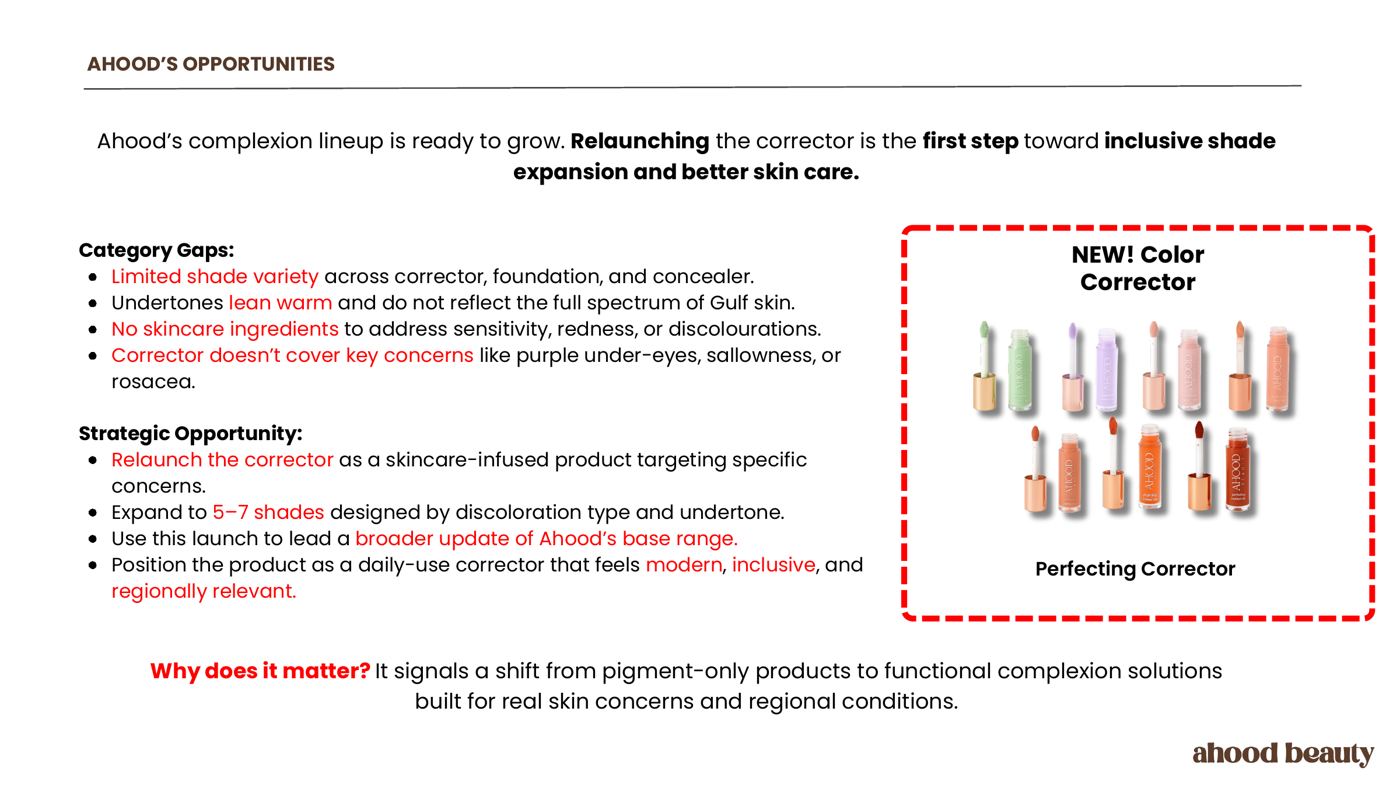 AHOOD'S OPPORTUNITIES
Ahood's complexion lineup is ready to grow. Relaunching the corrector is the first step toward inclusive shade
expansion and better skin care.
Category Gaps:
● Limited shade variety across corrector, foundation, and concealer.
● Undertones lean warm and do not reflect the full spectrum of Gulf skin.
● No skincare ingredients to address sensitivity, redness, or discolourations.
● Corrector doesn't cover key concerns like purple under-eyes, sallowness, or
rosacea.
Strategic Opportunity:
● Relaunch the corrector as a skincare-infused product targeting specific
concerns.
● Expand to 5–7 shades designed by discoloration type and undertone.
● Use this launch to lead a broader update of Ahood's base range.
● Position the product as a daily-use corrector that feels modern, inclusive, and
regionally relevant.
NEW! Color
Corrector
AHOOD
AHOOD
AHOOD
AHOOD
AHOOD
AHOOD
AHOOD
Perfecting Corrector
Why does it matter? It signals a shift from pigment-only products to functional complexion solutions
built for real skin concerns and regional conditions.
ahood beauty